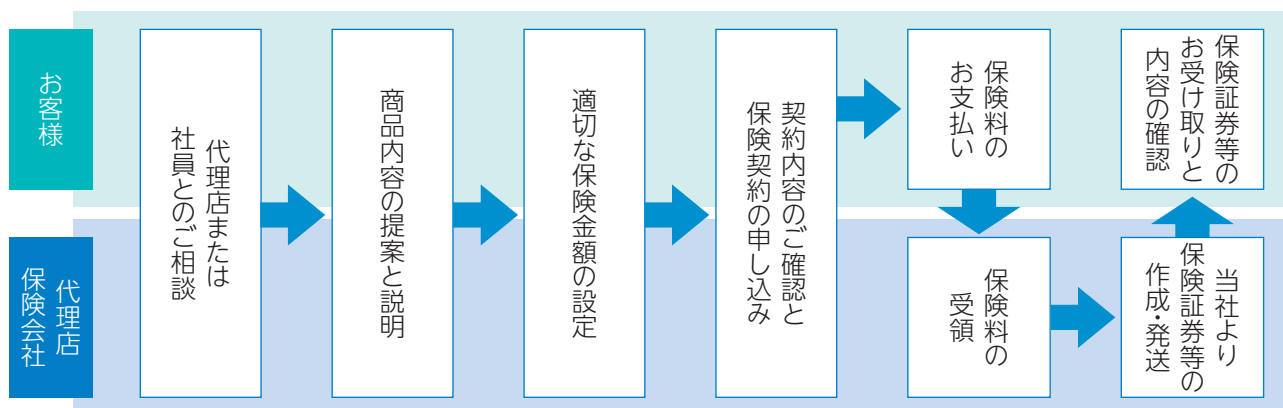 お客様
代理店
保険会社
代理店または
社員とのご相談
商品内容の提案と説明
適切な保険金額の設定
契約内容のご確認と
保険契約の申し込み
保険料の
お支払い
保険料の
受領
当社より
保険証券等の
作成・発送
保険証券等の
お受け取りと
内容の確認